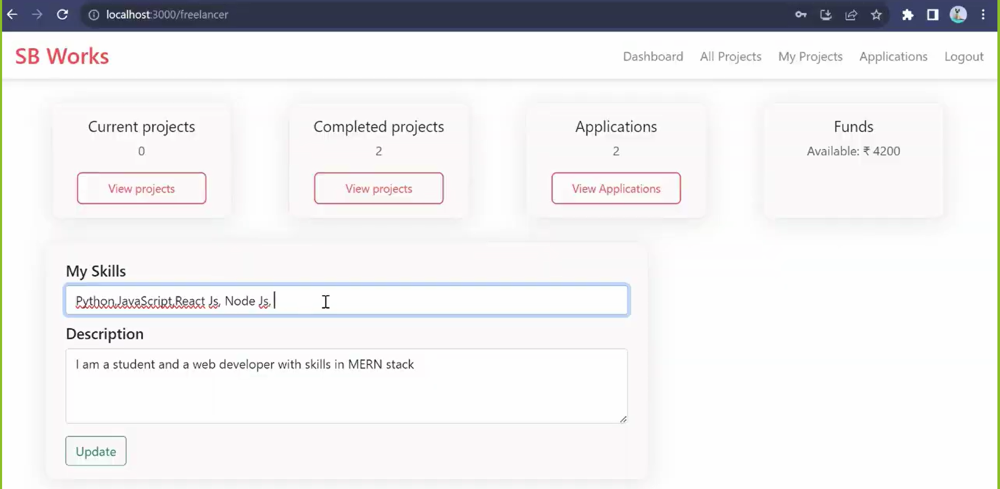 localhost:3000/freelancer
SB Works
Dashboard All Projects My Projects Applications Logout
Current projects
0
View projects
Completed projects
2
View projects
Applications
2
View Applications
Funds
Available: ₹ 4200
My Skills
Python,JavaScript,React Js, Node Js,
Description
I am a student and a web developer with skills in MERN stack
Update